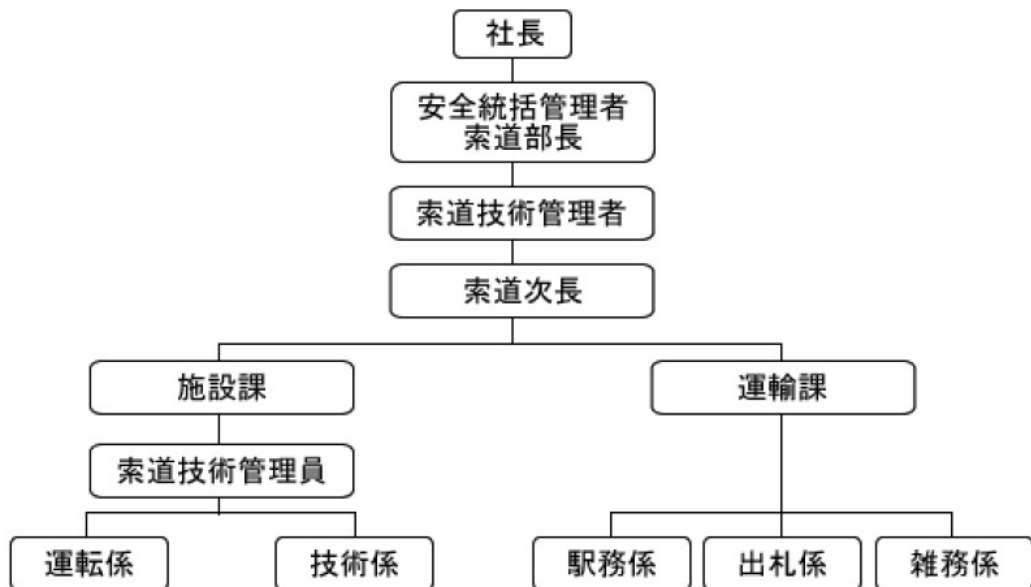 社長
安全統括管理者
索道部長
索道技術管理者
索道次長
施設課
運輸課
索道技術管理員
運転係
技術係
駅務係
出札係
雑務係